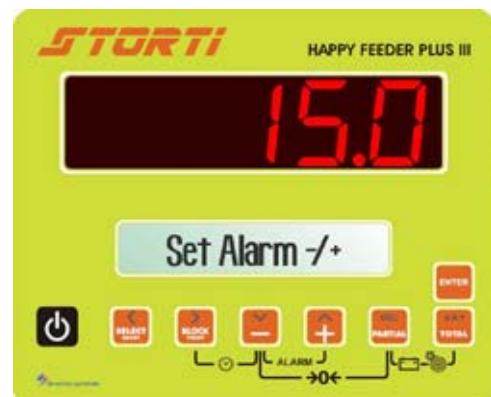 STORTI
HAPPY FEEDER PLUS III
15.0
Set Alarm -/+
ENTER
SELECT
BLOCK
PARTIAL
TOTAL
ALARM
→0←